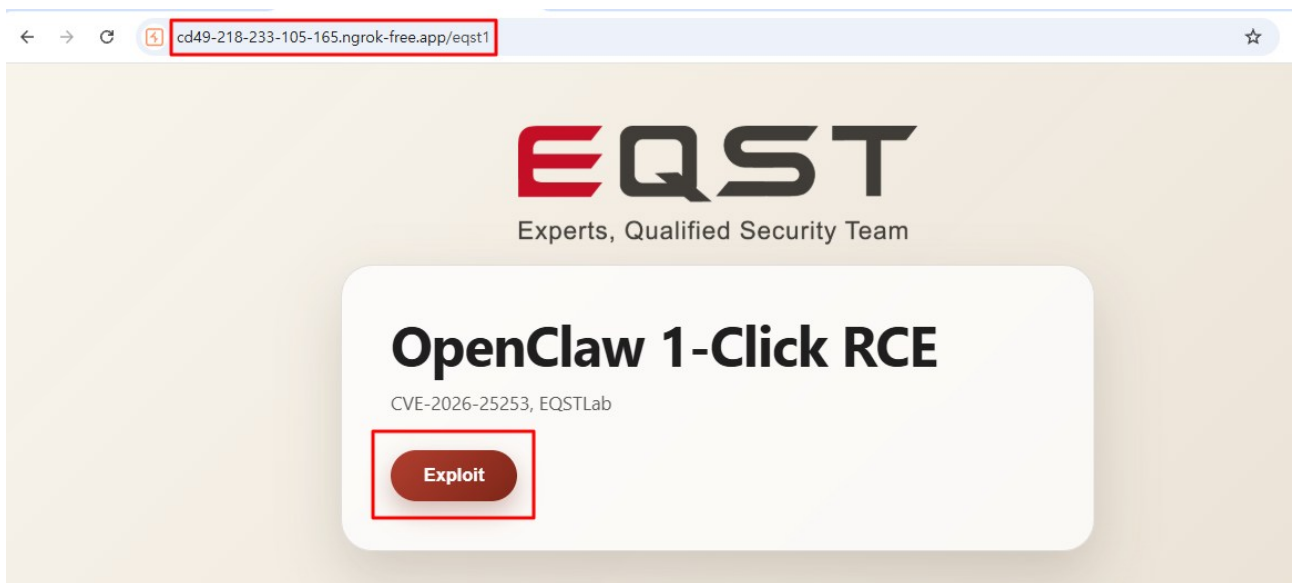 cd49-218-233-105-165.ngrok-free.app/eqst1
EQST
Experts, Qualified Security Team
OpenClaw 1-Click RCE
CVE-2026-25253, EQSTLab
Exploit